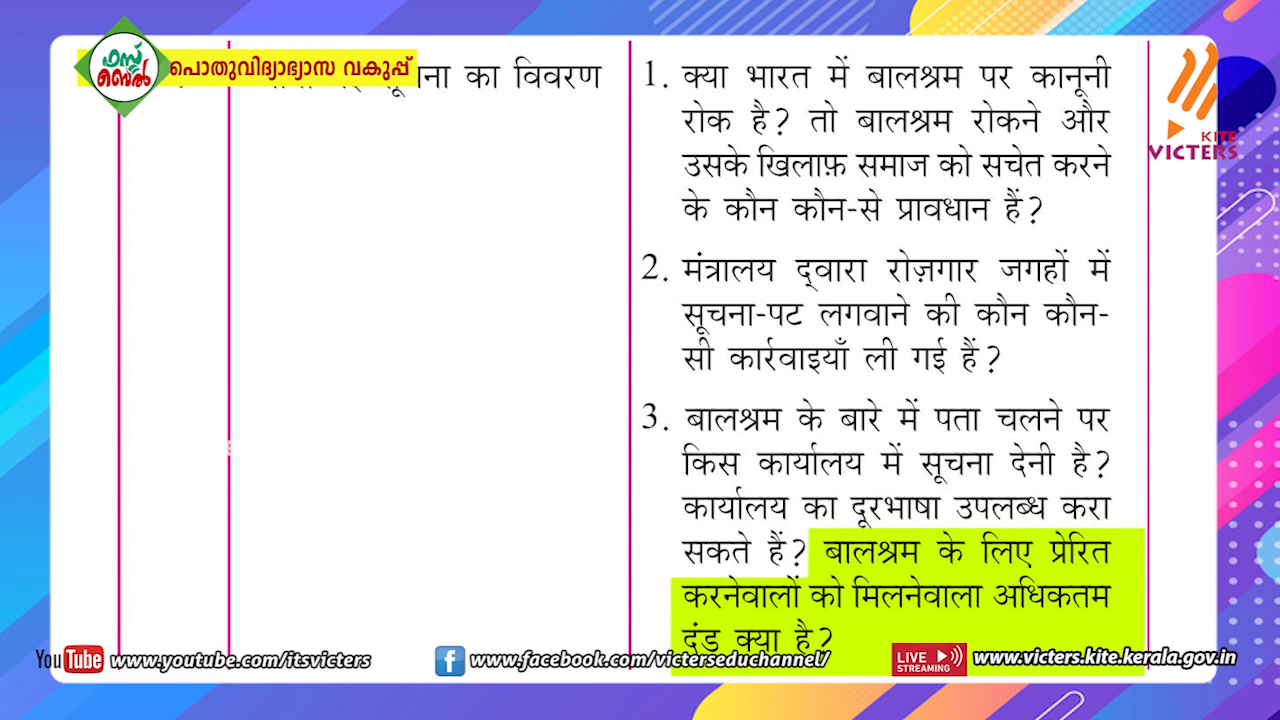 ഫസ്റ്റ്
ബെൽ
പൊതുവിദ്യാഭ്യാസ വകുപ്പ്
का विवरण
1. क्या भारत में बालश्रम पर कानूनी
रोक है? तो बालश्रम रोकने और
उसके खिलाफ़ समाज को सचेत करने
के कौन कौन-से प्रावधान हैं?
2. मंत्रालय द्वारा रोज़गार जगहों में
सूचना-पट लगवाने की कौन कौन-
सी कार्रवाइयाँ ली गई हैं?
3. बालश्रम के बारे में पता चलने पर
किस कार्यालय में सूचना देनी है?
कार्यालय का दूरभाषा उपलब्ध करा
सकते हैं? बालश्रम के लिए प्रेरित
करनेवालों को मिलनेवाला अधिकतम
दंड क्या है?
KITE
VICTERS
YouTube www.youtube.com/itsvicters
f www.facebook.com/victerseduchannel/
LIVE STREAMING www.victers.kite.kerala.gov.in